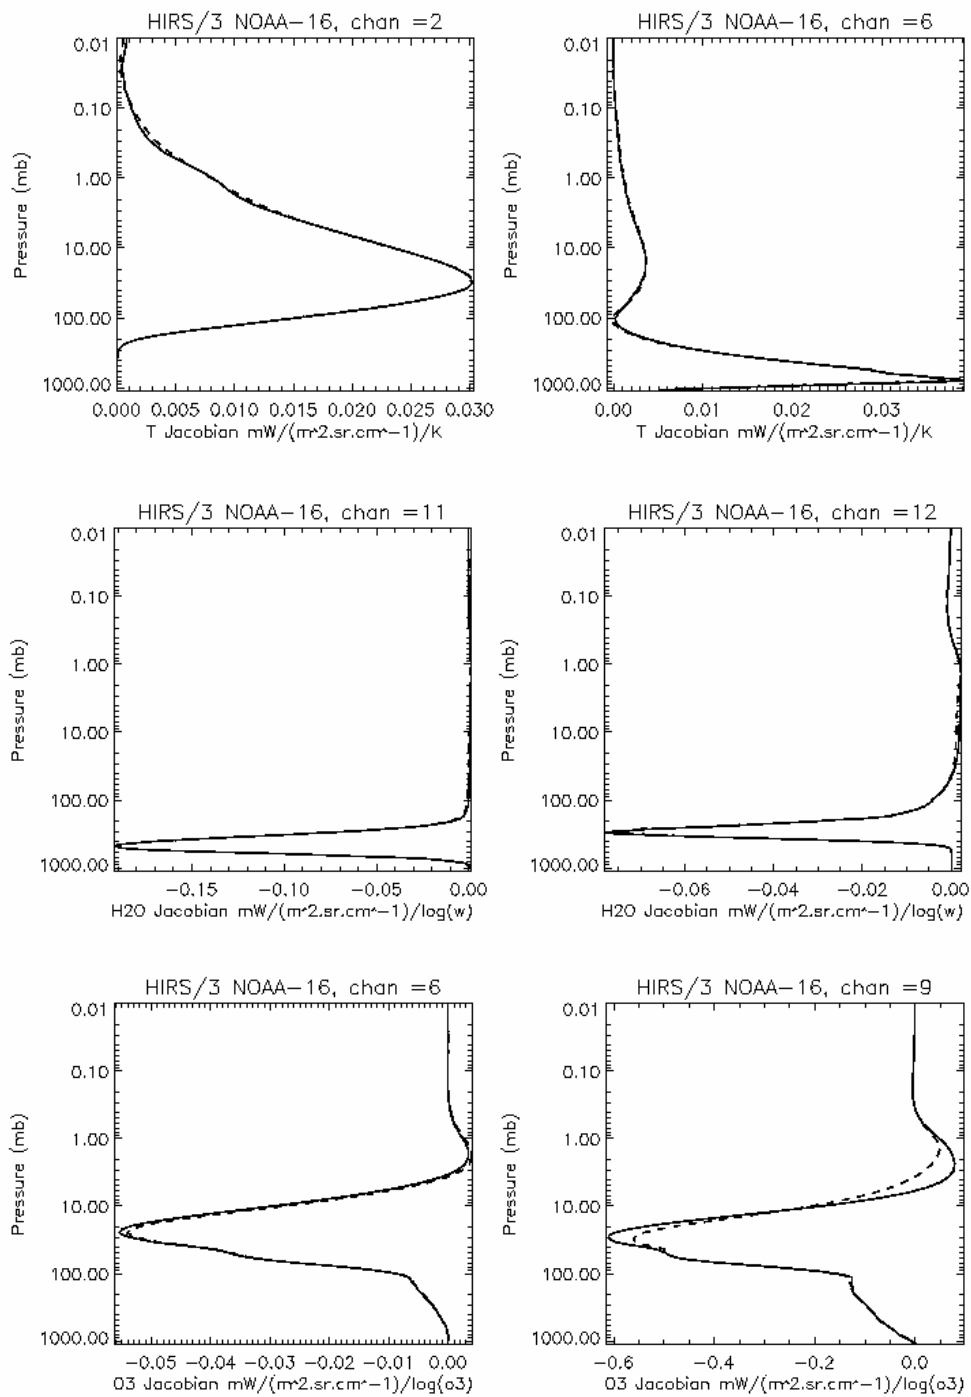 HIRS/3 NOAA-16, chan =2
Pressure (mb)
0.01
0.10
1.00
10.00
100.00
1000.00
0.000 0.005 0.010 0.015 0.020 0.025 0.030
T Jacobian mW/(m^2.sr.cm^-1)/K
HIRS/3 NOAA-16, chan =6
Pressure (mb)
0.01
0.10
1.00
10.00
100.00
1000.00
0.00 0.01 0.02 0.03
T Jacobian mW/(m^2.sr.cm^-1)/K
HIRS/3 NOAA-16, chan =11
Pressure (mb)
0.01
0.10
1.00
10.00
100.00
1000.00
-0.15 -0.10 -0.05 0.00
H2O Jacobian mW/(m^2.sr.cm^-1)/log(w)
HIRS/3 NOAA-16, chan =12
Pressure (mb)
0.01
0.10
1.00
10.00
100.00
1000.00
-0.06 -0.04 -0.02 0.00
H2O Jacobian mW/(m^2.sr.cm^-1)/log(w)
HIRS/3 NOAA-16, chan =6
Pressure (mb)
0.01
0.10
1.00
10.00
100.00
1000.00
-0.05 -0.04 -0.03 -0.02 -0.01 0.00
O3 Jacobian mW/(m^2.sr.cm^-1)/log(o3)
HIRS/3 NOAA-16, chan =9
Pressure (mb)
0.01
0.10
1.00
10.00
100.00
1000.00
-0.6 -0.4 -0.2 0.0
O3 Jacobian mW/(m^2.sr.cm^-1)/log(o3)